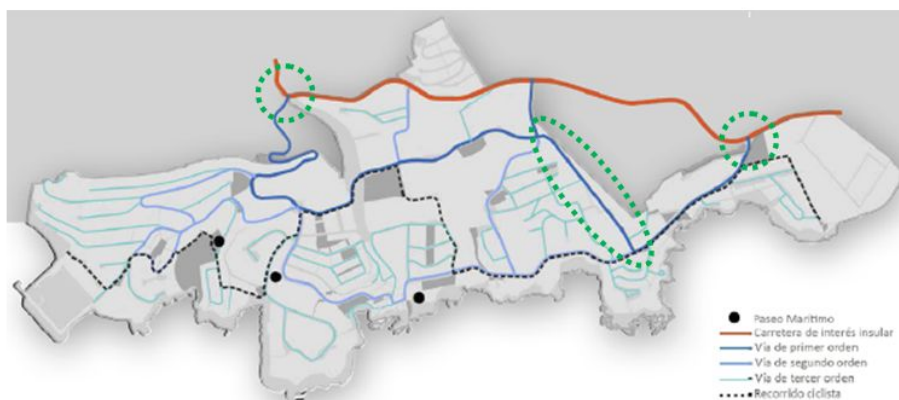 Paseo Marítimo
Carretera de interés insular
Vía de primer orden
Vía de segundo orden
Vía de tercer orden
Recorrido ciclista